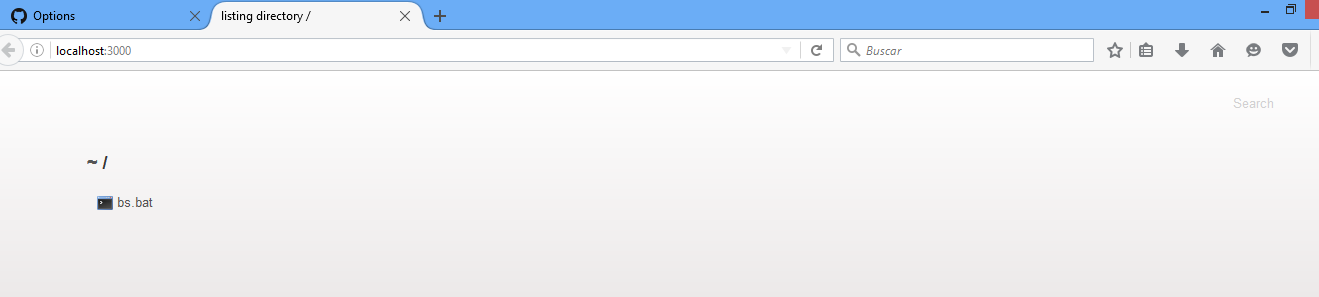 Options
listing directory /
localhost:3000
Buscar
Search
~ /
bs.bat